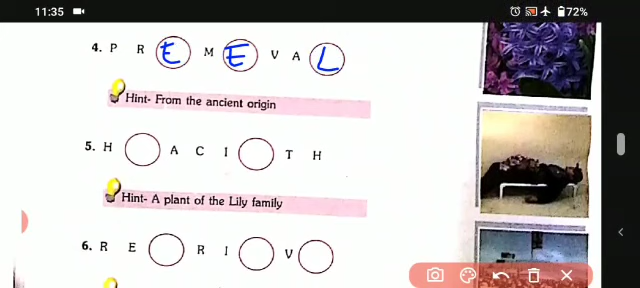 11:35 72%
4. P R E M E V A L
Hint- From the ancient origin
5. H A C I T H
Hint- A plant of the Lily family
6. R E R I V